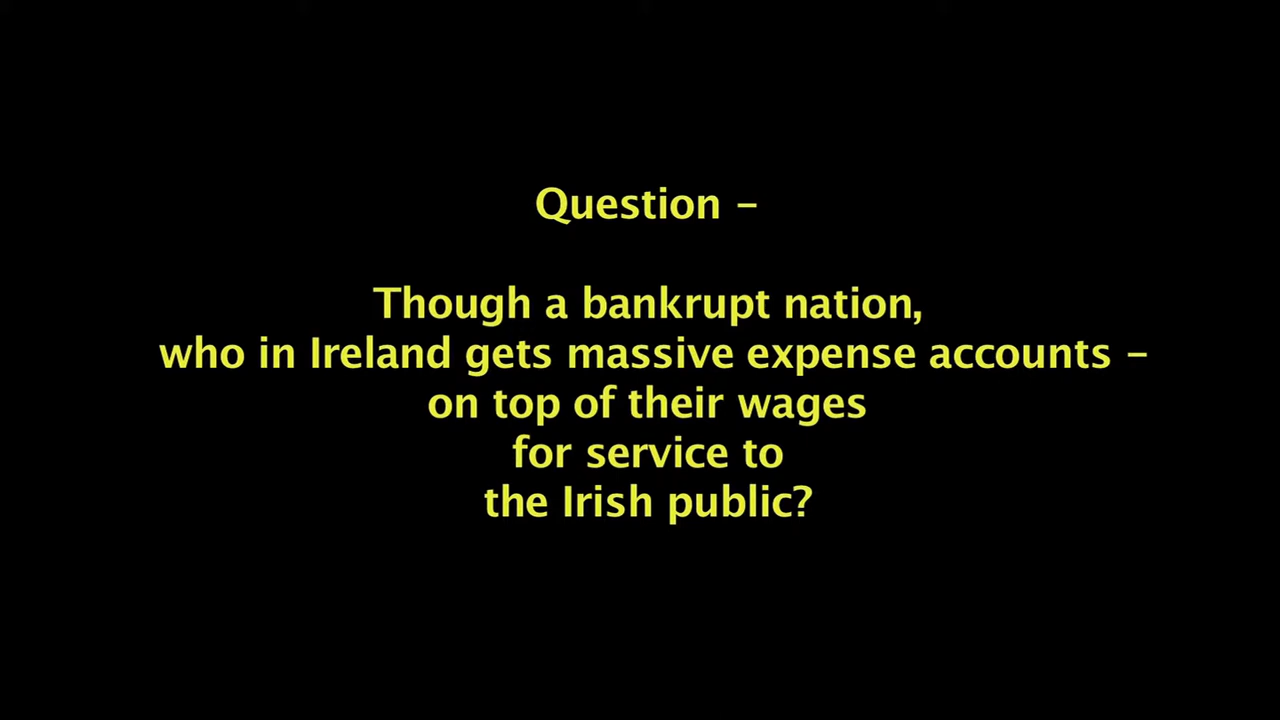 Question –
Though a bankrupt nation,
who in Ireland gets massive expense accounts –
on top of their wages
for service to
the Irish public?